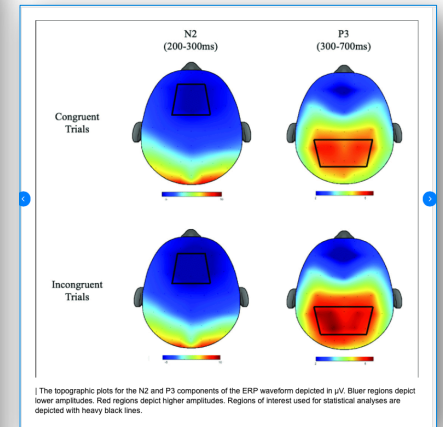 N2
(200-300ms)
P3
(300-700ms)
Congruent
Trials
Incongruent
Trials
| The topographic plots for the N2 and P3 components of the ERP waveform depicted in µV. Bluer regions depict
lower amplitudes. Red regions depict higher amplitudes. Regions of interest used for statistical analyses are
depicted with heavy black lines.